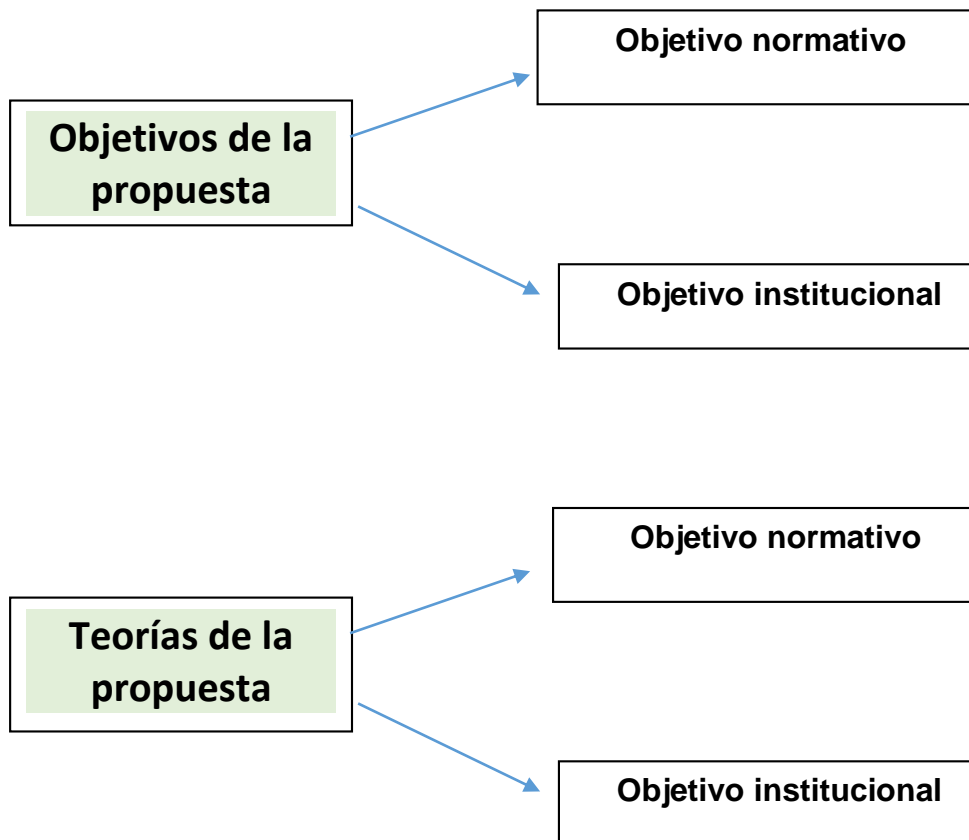 Objetivo normativo
Objetivos de la
propuesta
Objetivo institucional
Objetivo normativo
Teorías de la
propuesta
Objetivo institucional